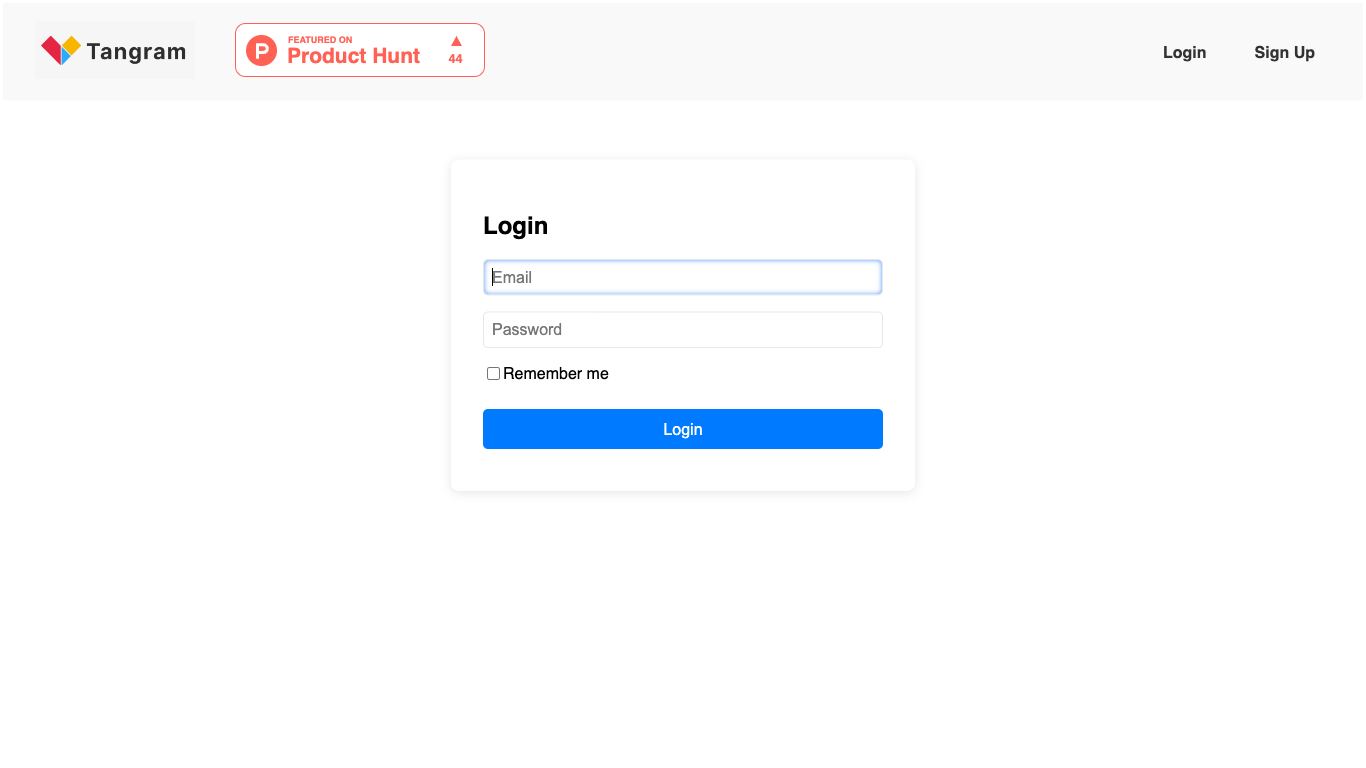 Tangram
FEATURED ON
Product Hunt
44
Login
Sign Up
Login
Email
Password
Remember me
Login